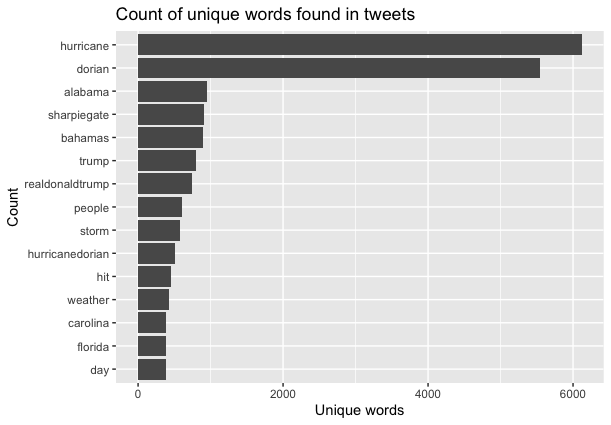 Count of unique words found in tweets
hurricane
dorian
alabama
sharpiegate
bahamas
trump
realdonaldtrump
people
storm
hurricanedorian
hit
weather
carolina
florida
day
Count
0 2000 4000 6000
Unique words